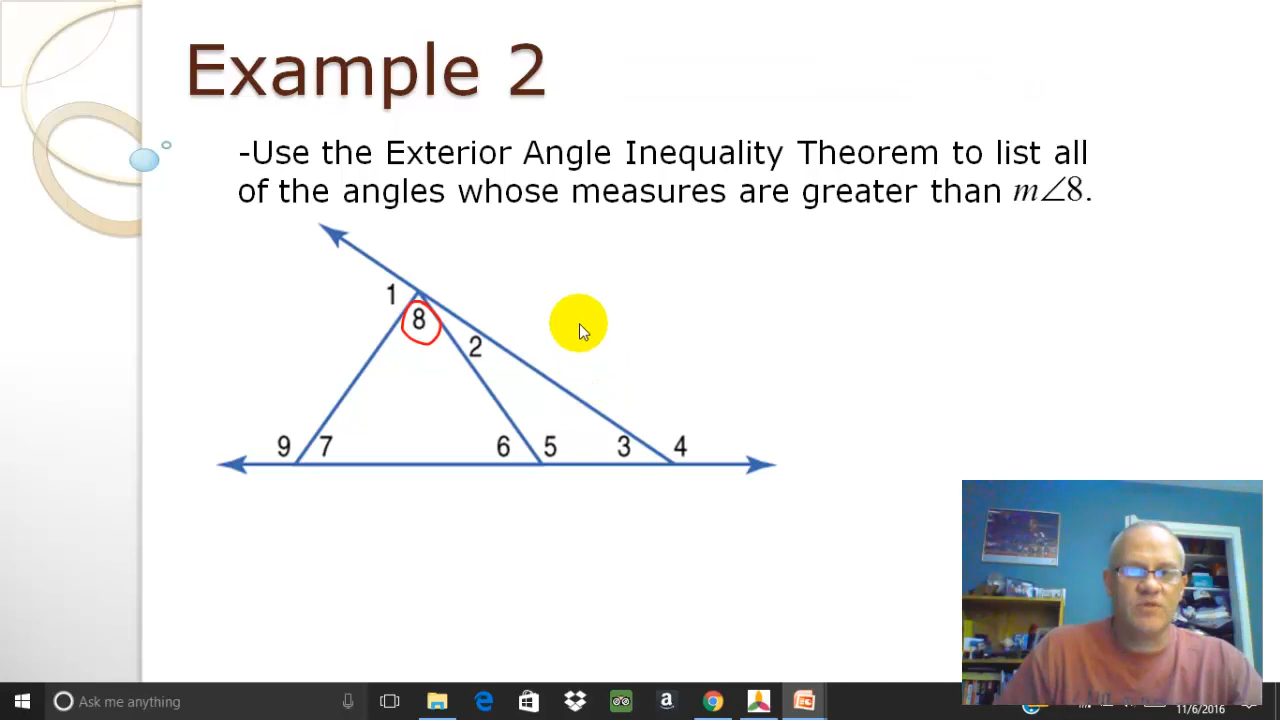 Example 2
-Use the Exterior Angle Inequality Theorem to list all
of the angles whose measures are greater than m∠8.
1
8
2
9 7 6 5 3 4
Ask me anything
11/6/2016